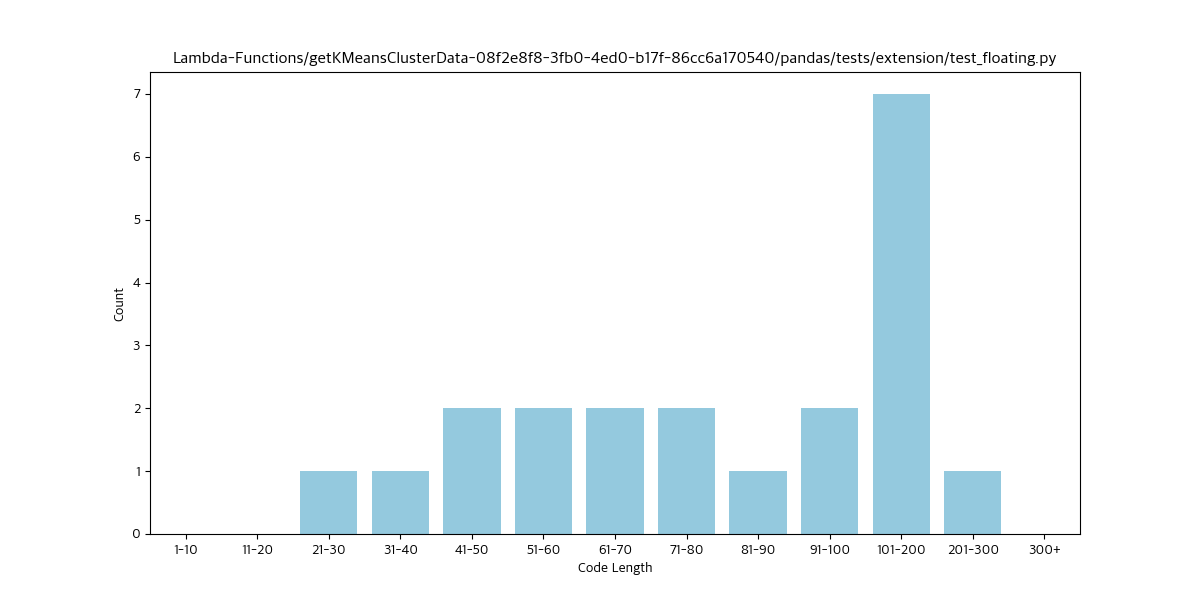 Lambda-Functions/getKMeansClusterData-08f2e8f8-3fb0-4ed0-b17f-86cc6a170540/pandas/tests/extension/test_floating.py
7
6
5
4
3
2
1
0
Count
1-10 11-20 21-30 31-40 41-50 51-60 61-70 71-80 81-90 91-100 101-200 201-300 300+
Code Length